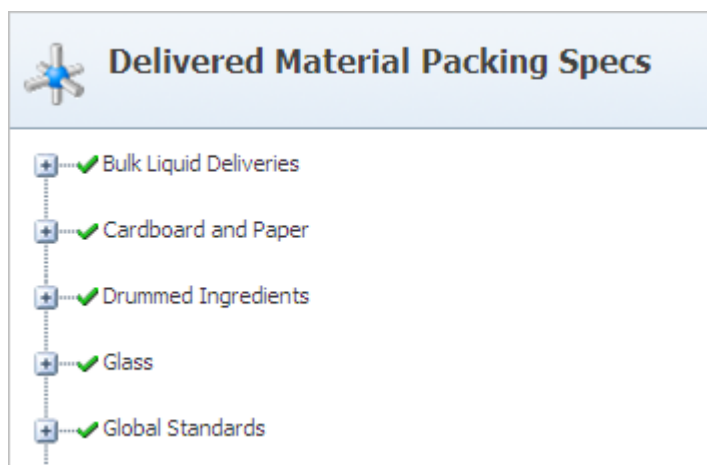 Delivered Material Packing Specs
Bulk Liquid Deliveries
Cardboard and Paper
Drummed Ingredients
Glass
Global Standards